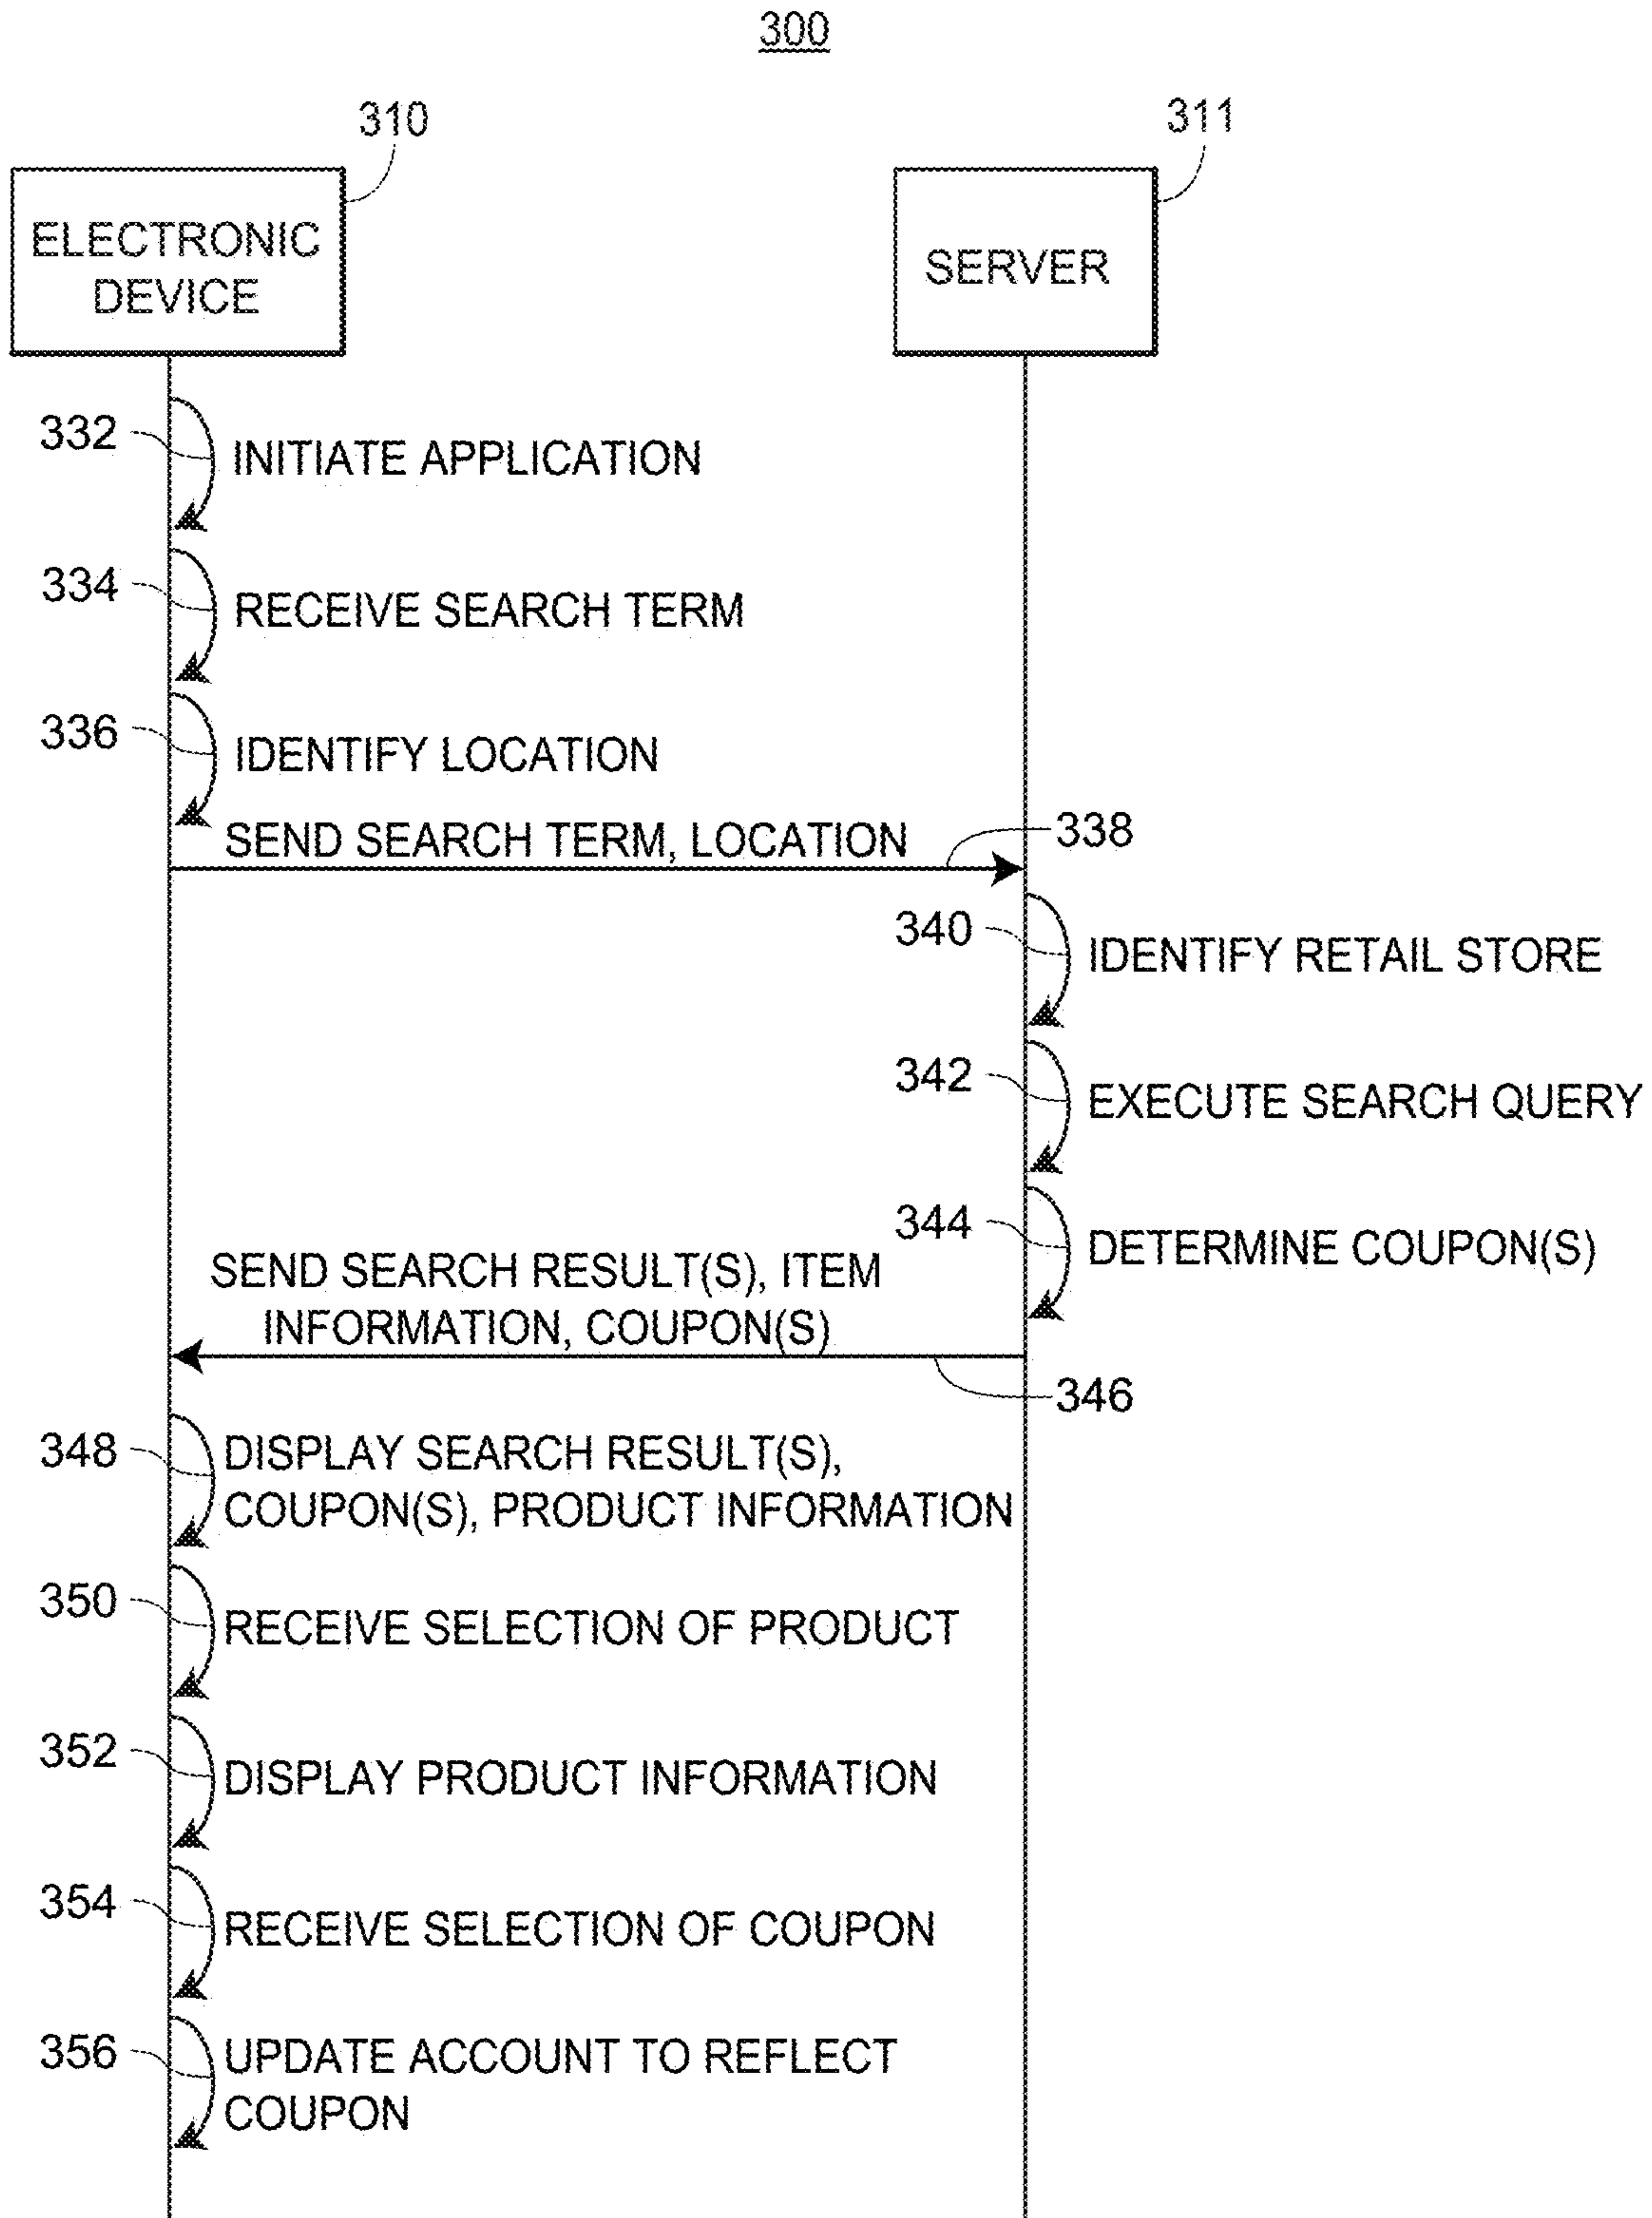 300
310
311
ELECTRONIC
DEVICE
SERVER
332
INITIATE APPLICATION
334
RECEIVE SEARCH TERM
336
IDENTIFY LOCATION
SEND SEARCH TERM, LOCATION
338
340
IDENTIFY RETAIL STORE
342
EXECUTE SEARCH QUERY
344
DETERMINE COUPON(S)
SEND SEARCH RESULT(S), ITEM
INFORMATION, COUPON(S)
346
348
DISPLAY SEARCH RESULT(S),
COUPON(S), PRODUCT INFORMATION
350
RECEIVE SELECTION OF PRODUCT
352
DISPLAY PRODUCT INFORMATION
354
RECEIVE SELECTION OF COUPON
356
UPDATE ACCOUNT TO REFLECT
COUPON